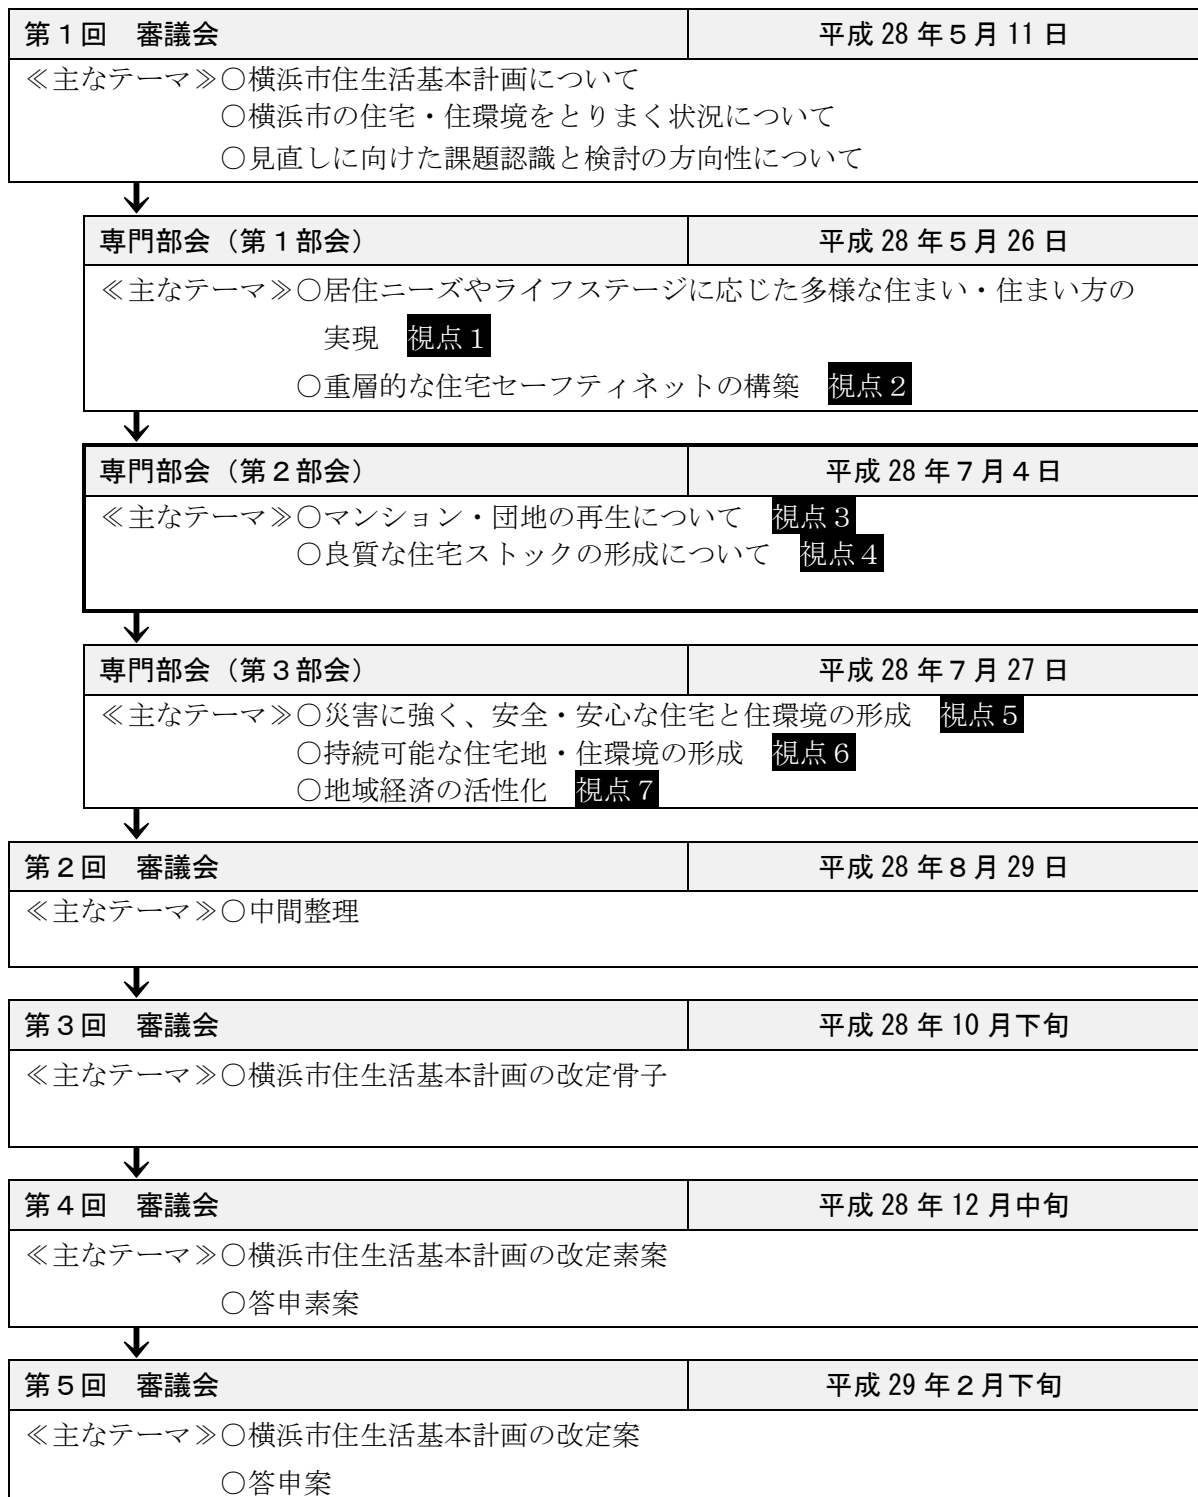 第１回　審議会　平成 28 年５月 11 日
≪主なテーマ≫○横浜市住生活基本計画について
○横浜市の住宅・住環境をとりまく状況について
○見直しに向けた課題認識と検討の方向性について
専門部会（第１部会）　平成 28 年５月 26 日
≪主なテーマ≫○居住ニーズやライフステージに応じた多様な住まい・住まい方の
実現　視点１
○重層的な住宅セーフティネットの構築　視点２
専門部会（第２部会）　平成 28 年７月４日
≪主なテーマ≫○マンション・団地の再生について　視点３
○良質な住宅ストックの形成について　視点４
専門部会（第３部会）　平成 28 年７月 27 日
≪主なテーマ≫○災害に強く、安全・安心な住宅と住環境の形成　視点５
○持続可能な住宅地・住環境の形成　視点６
○地域経済の活性化　視点７
第２回　審議会　平成 28 年８月 29 日
≪主なテーマ≫○中間整理
第３回　審議会　平成 28 年 10 月下旬
≪主なテーマ≫○横浜市住生活基本計画の改定骨子
第４回　審議会　平成 28 年 12 月中旬
≪主なテーマ≫○横浜市住生活基本計画の改定素案
○答申素案
第５回　審議会　平成 29 年２月下旬
≪主なテーマ≫○横浜市住生活基本計画の改定案
○答申案